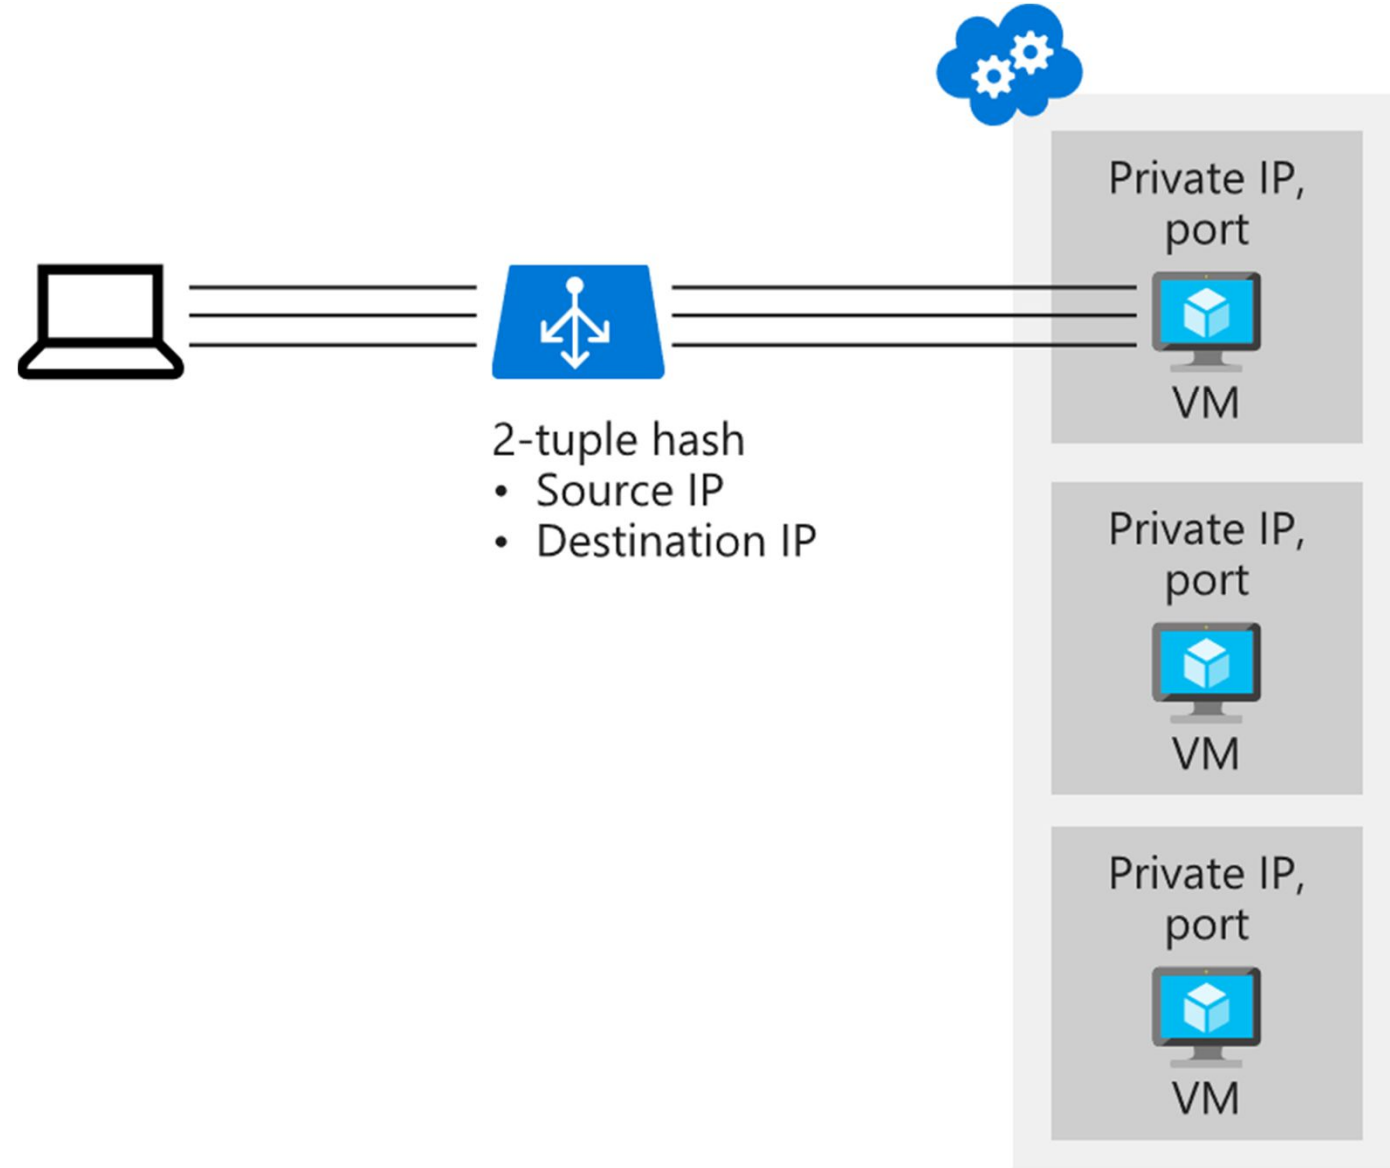 Private IP,
port
VM
2-tuple hash
• Source IP
• Destination IP
Private IP,
port
VM
Private IP,
port
VM